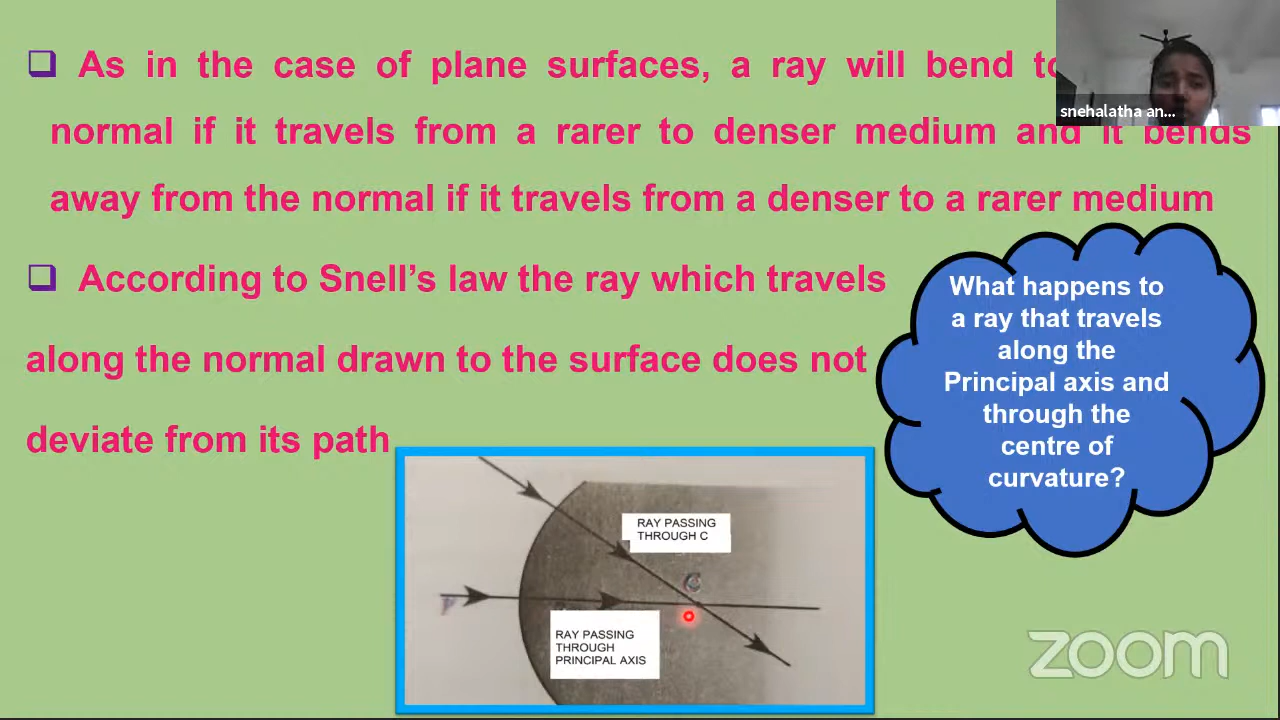 As in the case of plane surfaces, a ray will bend to
normal if it travels from a rarer to denser medium and it bends
away from the normal if it travels from a denser to a rarer medium
According to Snell’s law the ray which travels
along the normal drawn to the surface does not
deviate from its path
What happens to
a ray that travels
along the
Principal axis and
through the
centre of
curvature?
RAY PASSING
THROUGH C
C
RAY PASSING
THROUGH
PRINCIPAL AXIS
snehalatha an...
zoom